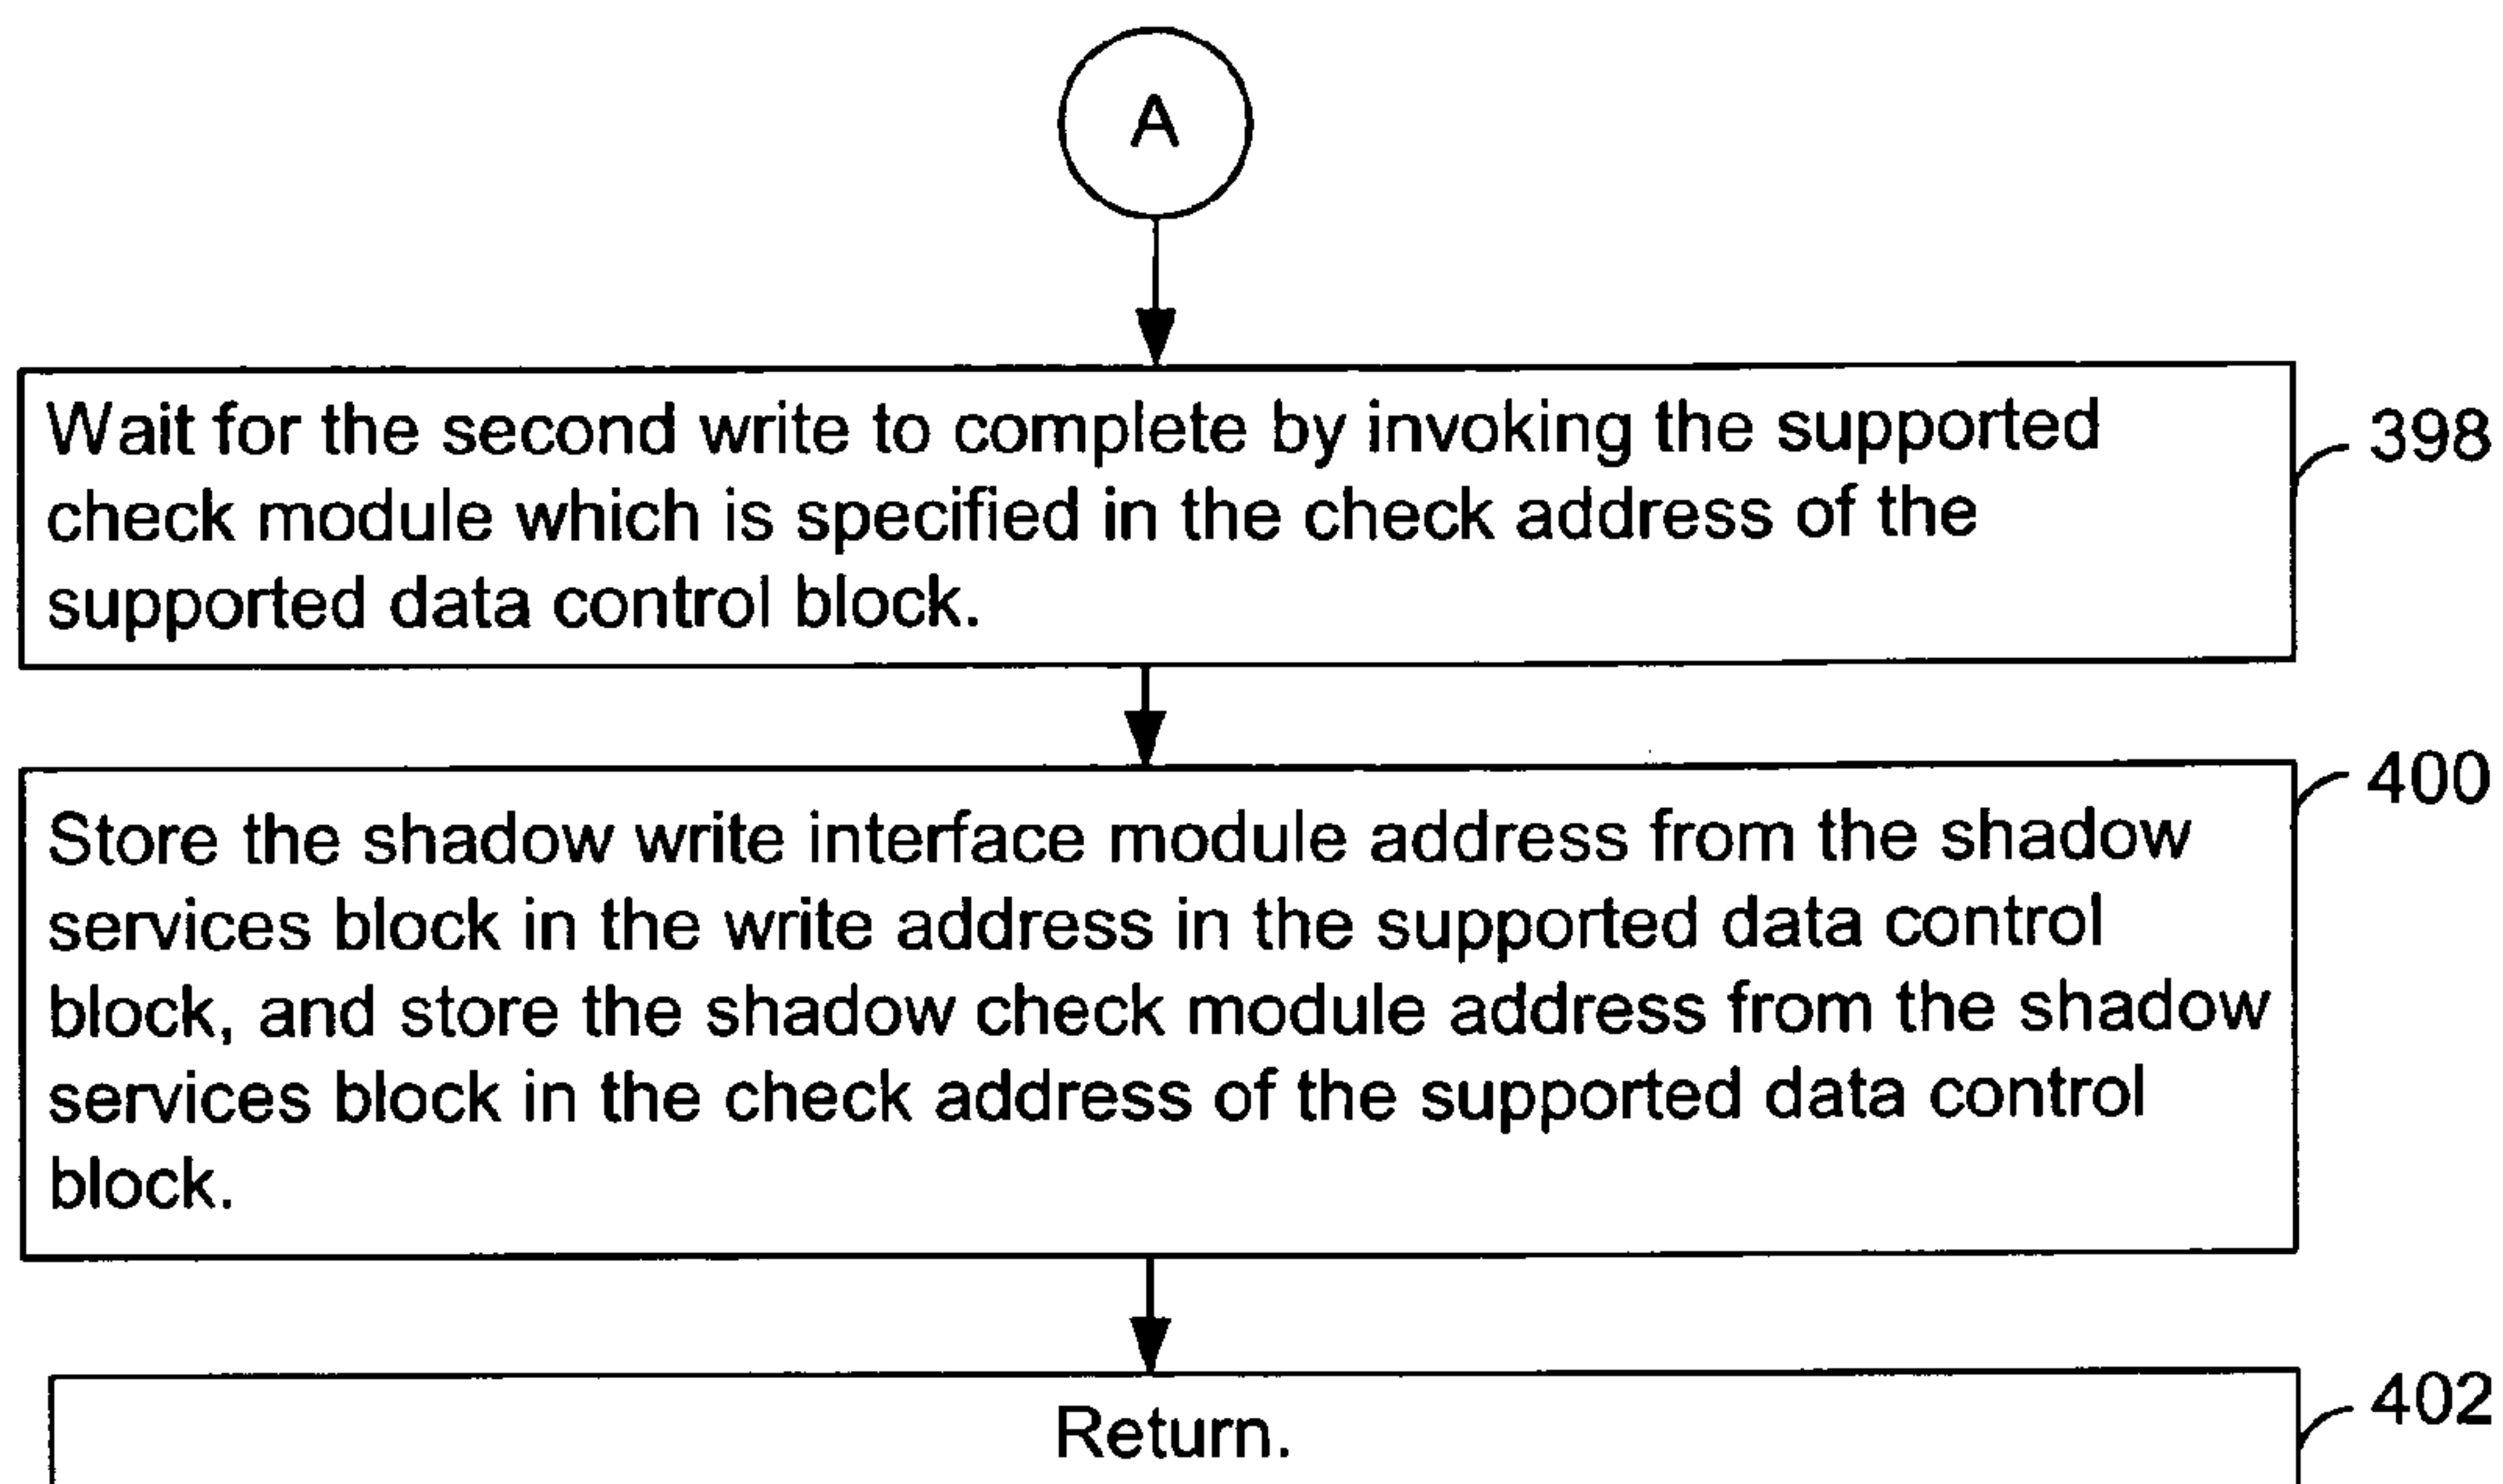 A
Wait for the second write to complete by invoking the supported
398
check module which is specified in the check address of the
supported data control block.
400
Store the shadow write interface module address from the shadow
services block in the write address in the supported data control
block, and store the shadow check module address from the shadow
services block in the check address of the supported data control
block.
402
Return.